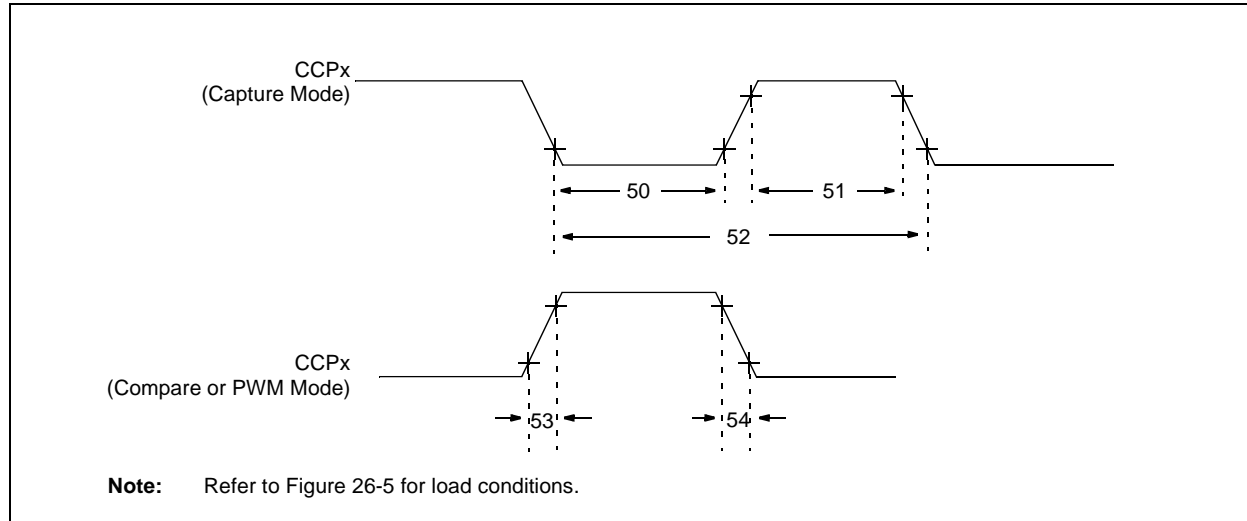 CCPx
(Capture Mode)
50
51
52
CCPx
(Compare or PWM Mode)
53
54
Note: Refer to Figure 26-5 for load conditions.